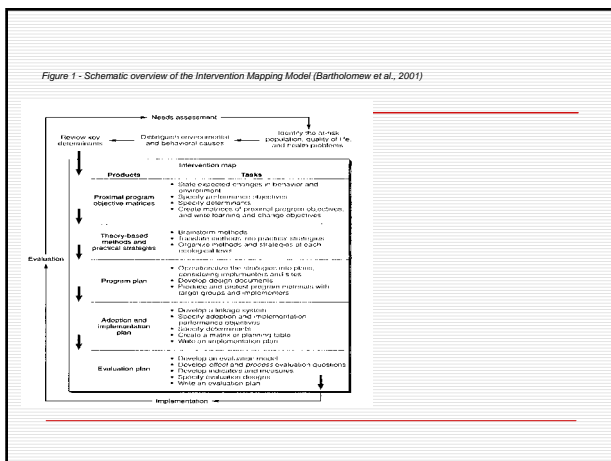 Figure 1 - Schematic overview of the Intervention Mapping Model (Bartholomew et al., 2001)
Needs assessment
Review key
determinants
Distinguish environmental
and behavioral causes
Identify the at-risk
population, quality of life,
and health problems
Intervention map
Products
Tasks
Proximal program
objective matrices
• State expected changes in behavior and
environment
• Specify performance objectives
• Specify determinants
• Create matrices of proximal program objectives,
and write learning and change objectives
Theory-based
methods and
practical strategies
• Brainstorm methods
• Translate methods into practical strategies
• Organize methods and strategies at each
ecological level
Evaluation
Program plan
• Operationalize the strategies into plans,
considering implementers and sites
• Develop design documents
• Produce and pretest program materials with
target groups and implementers
Adoption and
implementation
plan
• Develop a linkage system
• Specify adoption and implementation
performance objectives
• Specify determinants
• Create a matrix or planning table
• Write an implementation plan
Evaluation plan
• Develop an evaluation model
• Develop effect and process evaluation questions
• Develop indicators and measures
• Specify evaluation designs
• Write an evaluation plan
Implementation